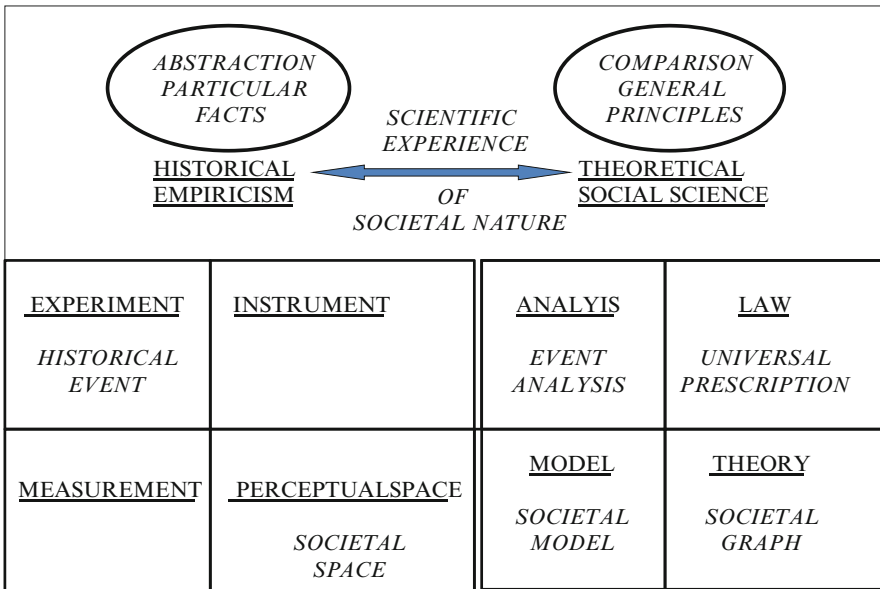 ABSTRACTION
PARTICULAR
FACTS
COMPARISON
GENERAL
PRINCIPLES
SCIENTIFIC
EXPERIENCE
HISTORICAL
EMPIRICISM
THEORETICAL
SOCIAL SCIENCE
OF
SOCIETAL NATURE
EXPERIMENT
HISTORICAL
EVENT
INSTRUMENT
ANALYIS
EVENT
ANALYSIS
LAW
UNIVERSAL
PRESCRIPTION
MEASUREMENT
PERCEPTUALSPACE
SOCIETAL
SPACE
MODEL
SOCIETAL
MODEL
THEORY
SOCIETAL
GRAPH